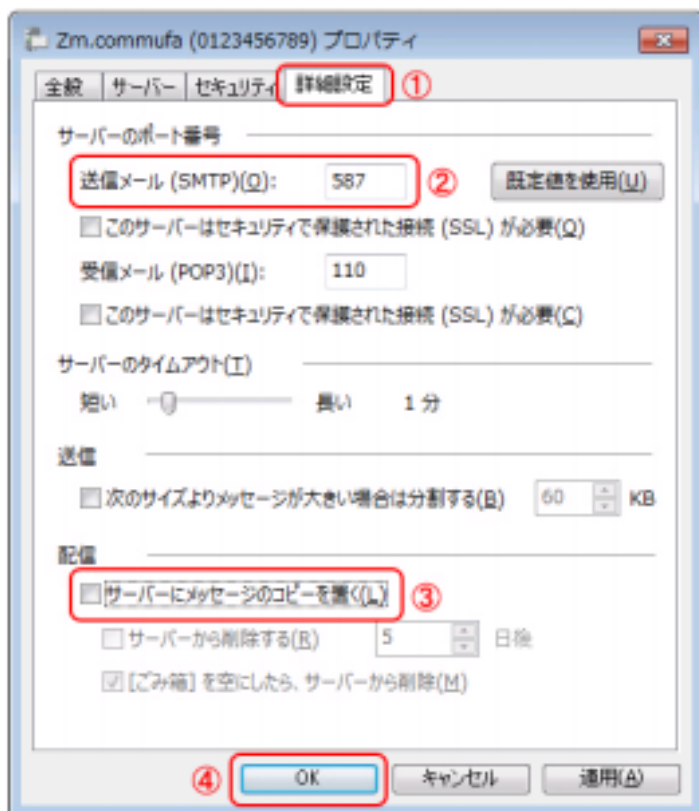 Zm.commufa (0123456789) プロパティ
全般 サーバー セキュリティ 詳細設定 ①
サーバーのポート番号
送信メール (SMTP)(O): 587 ② 既定値を使用(U)
このサーバーはセキュリティで保護された接続 (SSL) が必要(Q)
受信メール (POP3)(I): 110
このサーバーはセキュリティで保護された接続 (SSL) が必要(C)
サーバーのタイムアウト(T)
短い 長い 1 分
送信
次のサイズよりメッセージが大きい場合は分割する(B) 60 KB
配信
サーバーにメッセージのコピーを置く(L) ③
サーバーから削除する(R) 5 日後
[ごみ箱] を空にしたら、サーバーから削除(M)
④ OK キャンセル 適用(A)